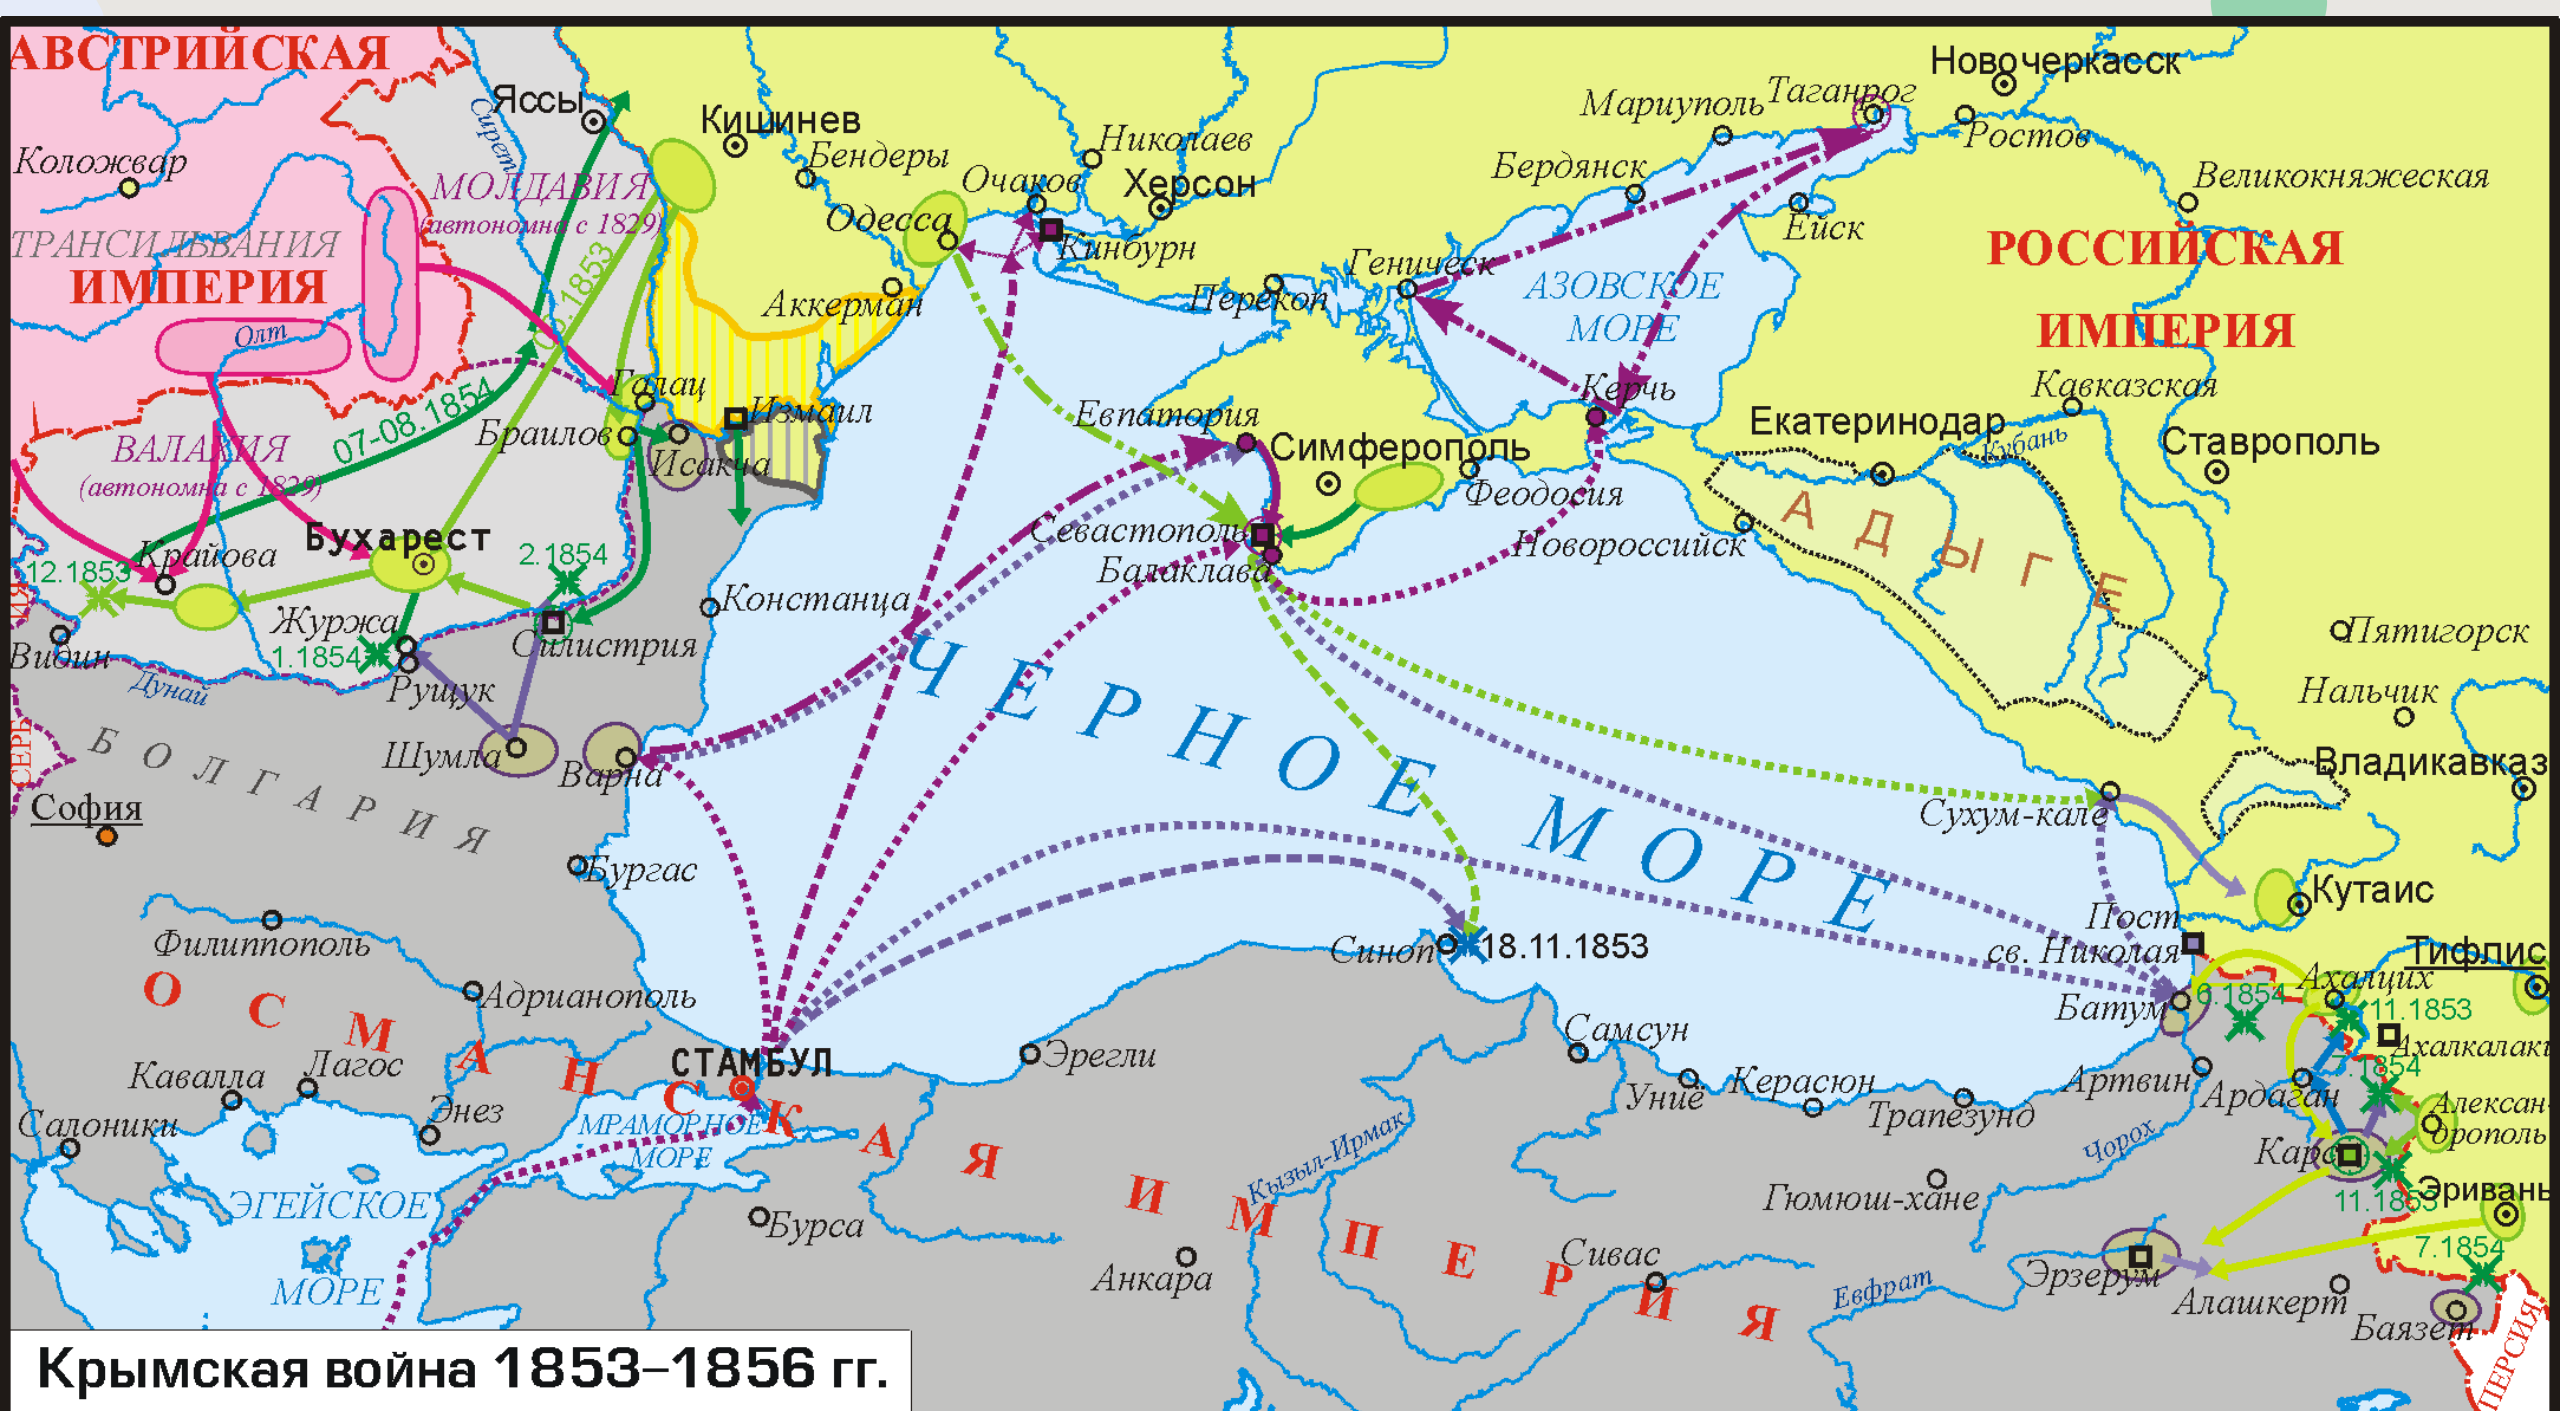 АВСТРИЙСКАЯ
ИМПЕРИЯ
Коложвар
ТРАНСИЛЬВАНИЯ
Олт
Сирет
Яссы
МОЛДАВИЯ
(автономна с 1829)
Кишинев
Бендеры
Одесса
Аккерман
Очаков
Николаев
Херсон
Кинбурн
Перекоп
Геническ
Бердянск
Мариуполь
Таганрог
Новочеркасск
Ростов
Ейск
Великокняжеская
РОССИЙСКАЯ
ИМПЕРИЯ
АЗОВСКОЕ
МОРЕ
Кавказская
Керчь
Екатеринодар
Кубань
Ставрополь
АДЫГЕ
Галац
Измаил
Браилов
Исакча
07-08.1854
ВАЛАХИЯ
(автономна с 1829)
Бухарест
Крайова
12.1853
2.1854
Журжа
1.1854
Силистрия
Видин
Дунай
Рущук
СЕРБ
ИЯ
БОЛГАРИЯ
София
Шумла
Варна
Констанца
Евпатория
Симферополь
Феодосия
Севастополь
Балаклава
Новороссийск
Пятигорск
Нальчик
Владикавказ
ЧЕРНОЕ МОРЕ
Сухум-кале
Кутаис
Пост
св. Николая
Тифлис
Батум
6.1854
Ахалцих
11.1853
Ахалкалаки
7.1854
Артвин
Ардаган
Алексан-
дрополь
Карс
11.1853
Эривань
7.1854
Чорох
Бургас
Филиппополь
Адрианополь
ОСМАНСКАЯ ИМПЕРИЯ
Кавалла
Лагос
Салоники
Энез
СТАМБУЛ
МРАМОРНОЕ
МОРЕ
ЭГЕЙСКОЕ
МОРЕ
Бурса
Эрегли
Синоп
18.11.1853
Самсун
Уние
Керасюн
Трапезунд
Кызыл-Ирмак
Гюмюш-хане
Анкара
Сивас
Евфрат
Эрзерум
Алашкерт
Баязет
ПЕРСИЯ
Крымская война 1853–1856 гг.